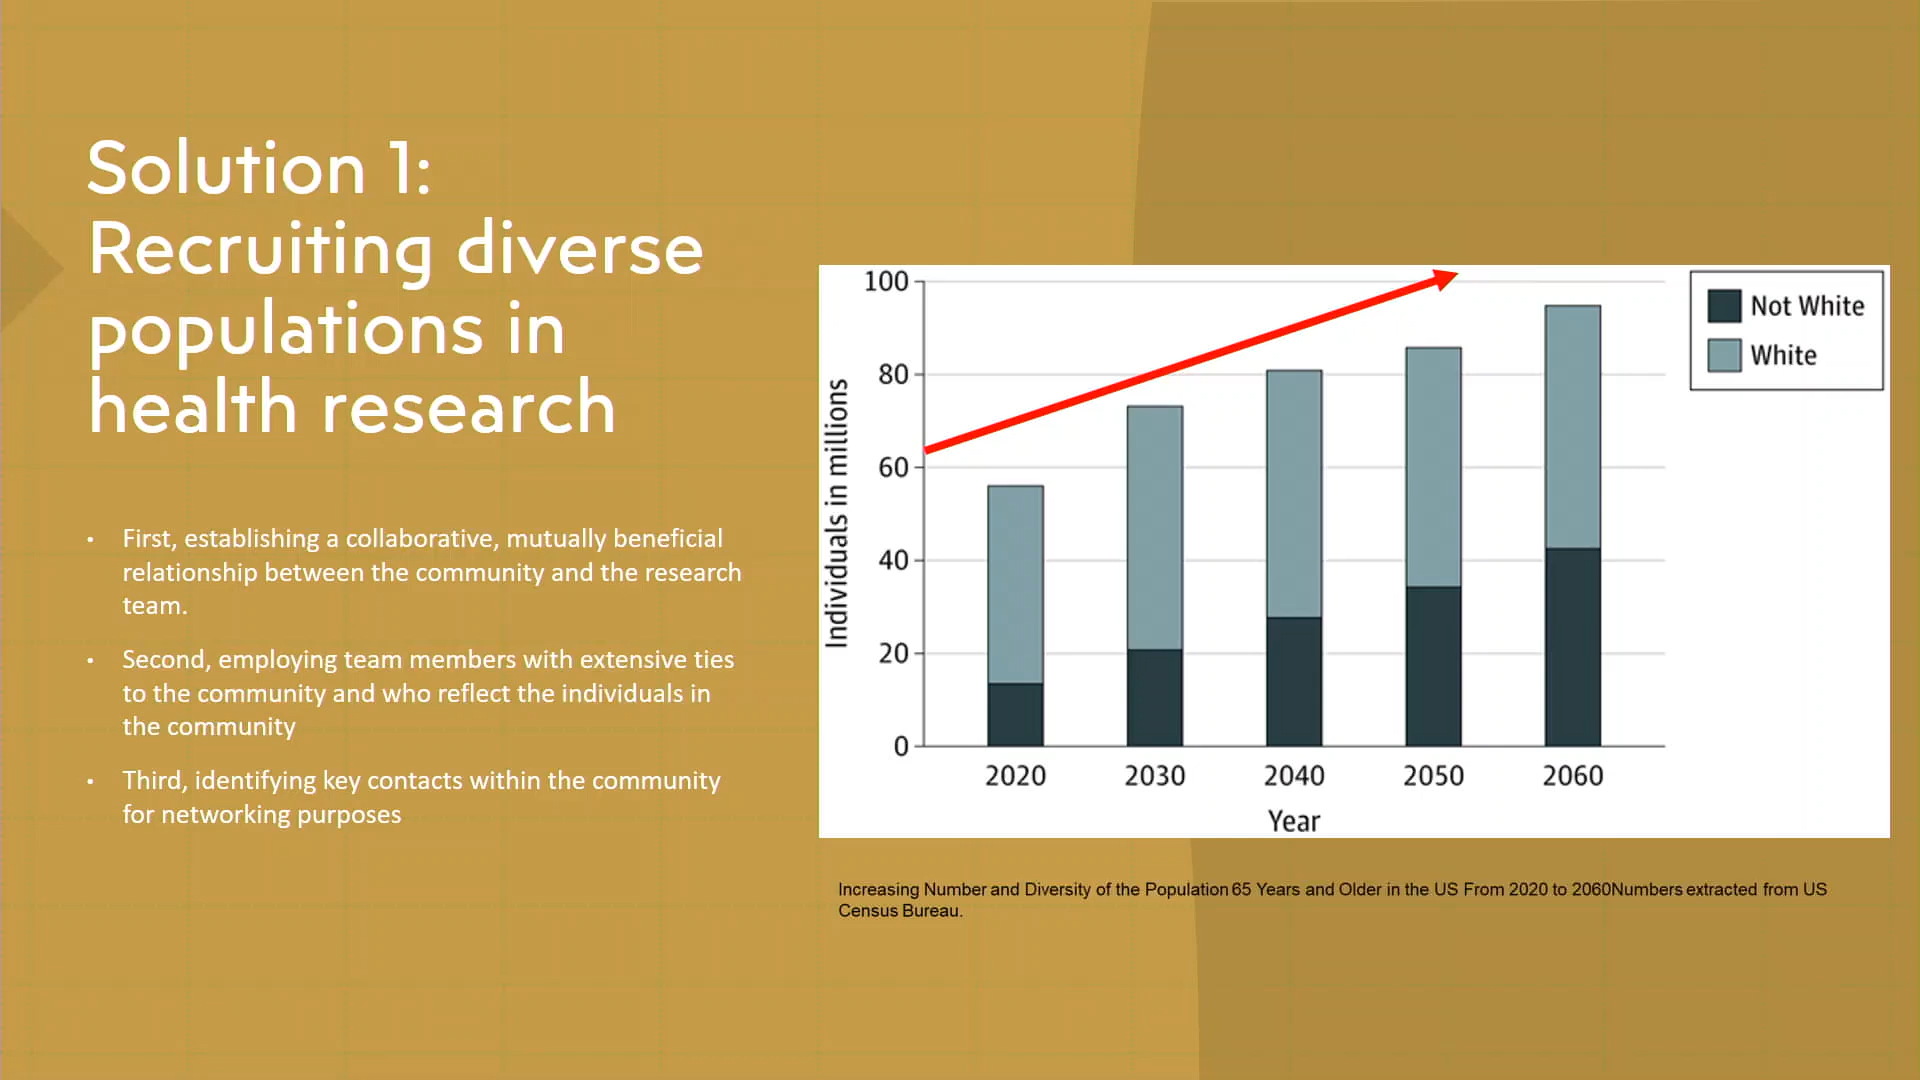 Solution 1:
Recruiting diverse
populations in
health research
• First, establishing a collaborative, mutually beneficial
relationship between the community and the research
team.
• Second, employing team members with extensive ties
to the community and who reflect the individuals in
the community
• Third, identifying key contacts within the community
for networking purposes
Individuals in millions
100
80
60
40
20
0
2020 2030 2040 2050 2060
Year
Not White
White
Increasing Number and Diversity of the Population 65 Years and Older in the US From 2020 to 2060Numbers extracted from US
Census Bureau.